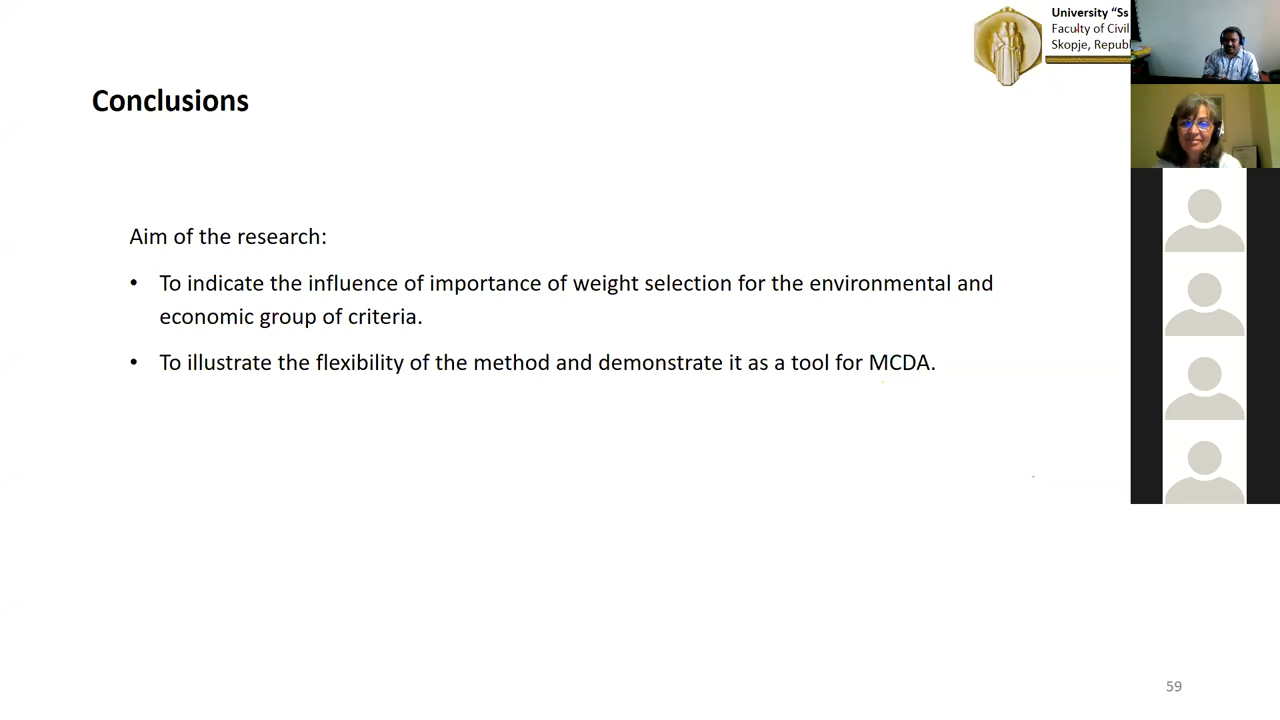 University "Ss
Faculty of Civil
Skopje, Republ
Conclusions
Aim of the research:
• To indicate the influence of importance of weight selection for the environmental and
economic group of criteria.
• To illustrate the flexibility of the method and demonstrate it as a tool for MCDA.
59